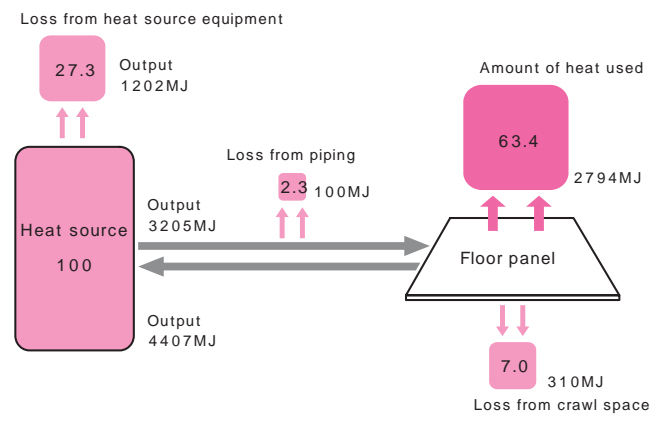 Loss from heat source equipment
27.3
Output
1202MJ
Amount of heat used
63.4
2794MJ
Loss from piping
2.3
100MJ
Output
3205MJ
Heat source
100
Floor panel
Output
4407MJ
7.0
310MJ
Loss from crawl space